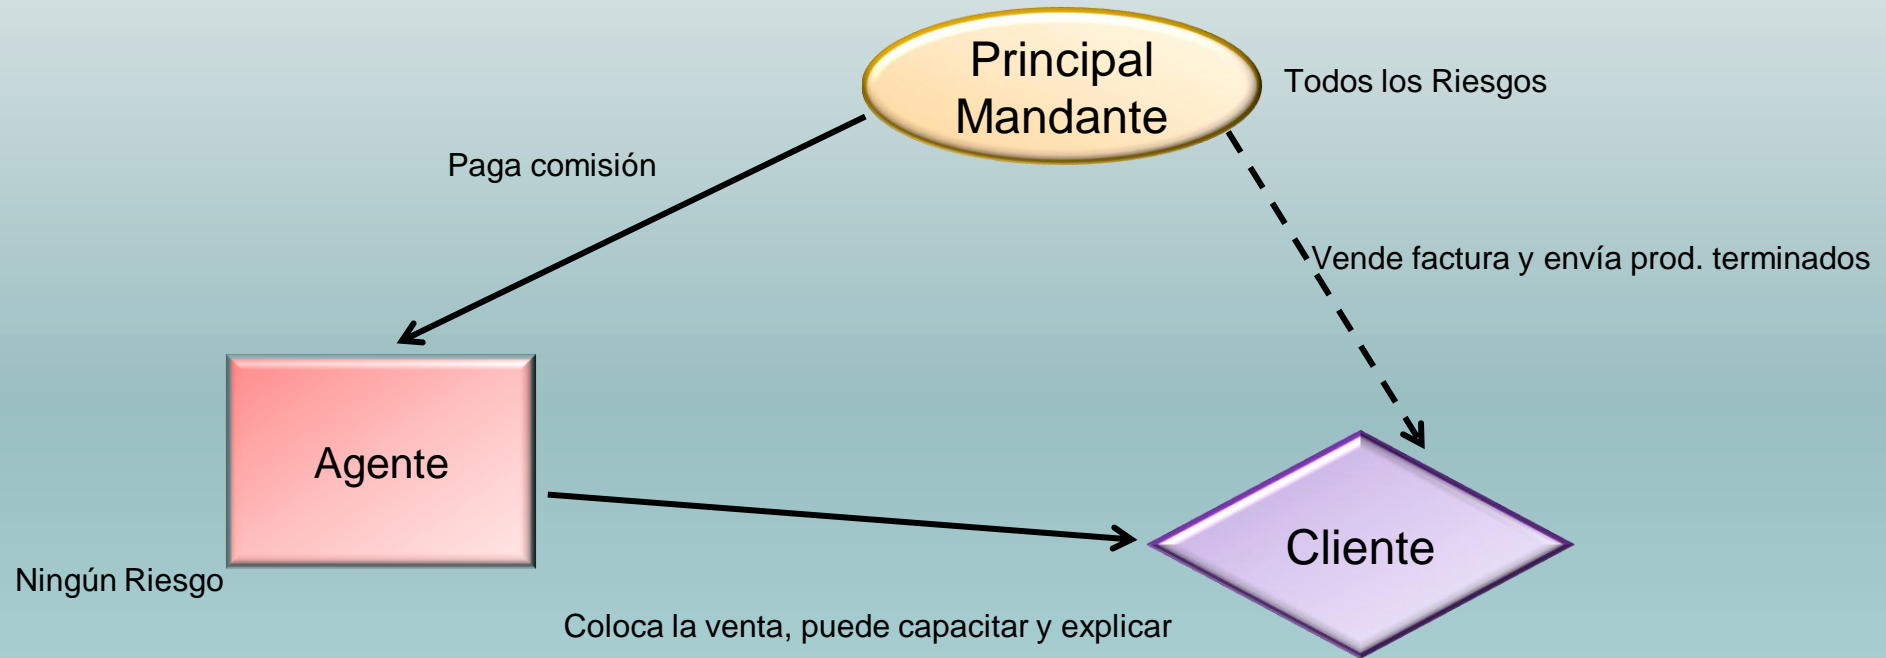 Principal
Mandante
Todos los Riesgos
Paga comisión
Vende factura y envía prod. terminados
Agente
Cliente
Ningún Riesgo
Coloca la venta, puede capacitar y explicar